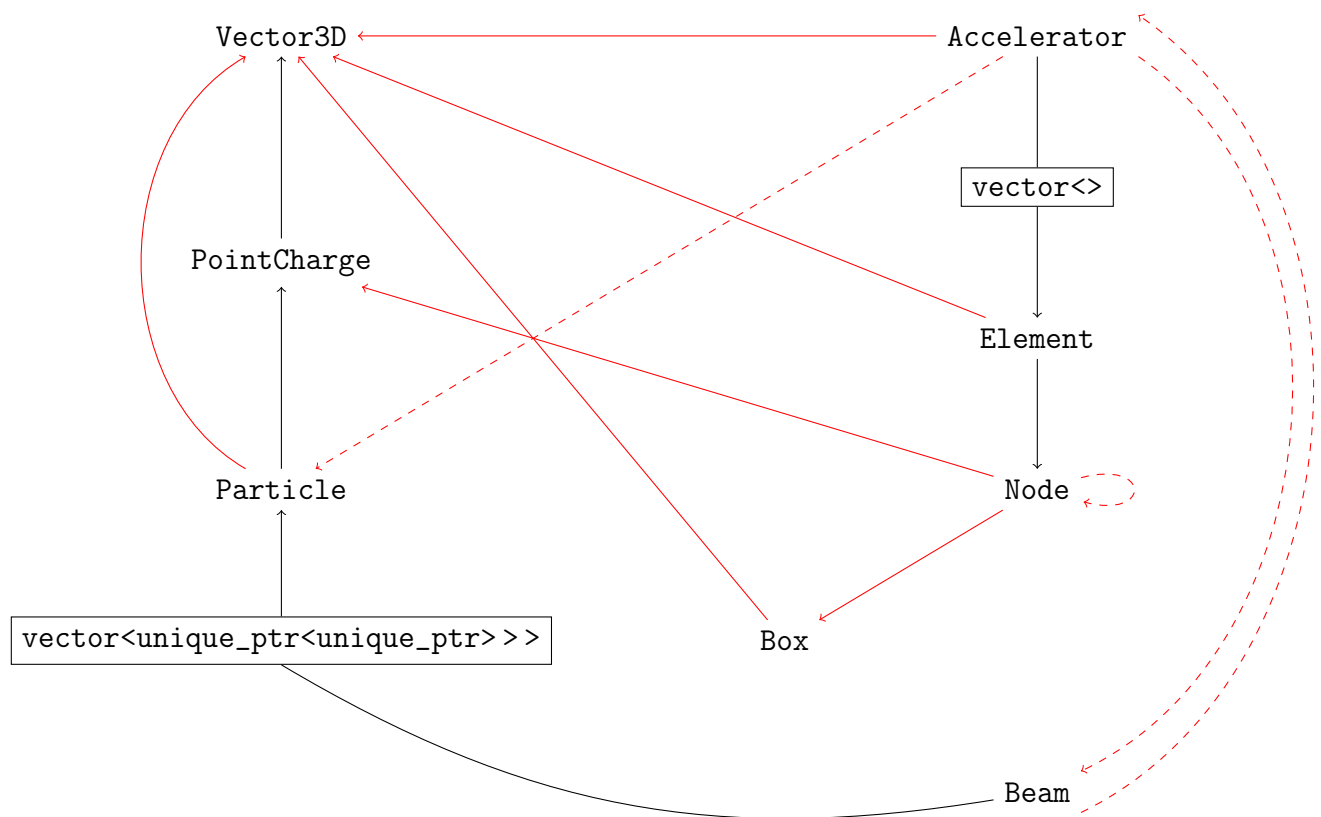 Vector3D
Accelerator
vector<>
PointCharge
Element
Particle
Node
vector<unique_ptr<unique_ptr>>>>
Box
Beam